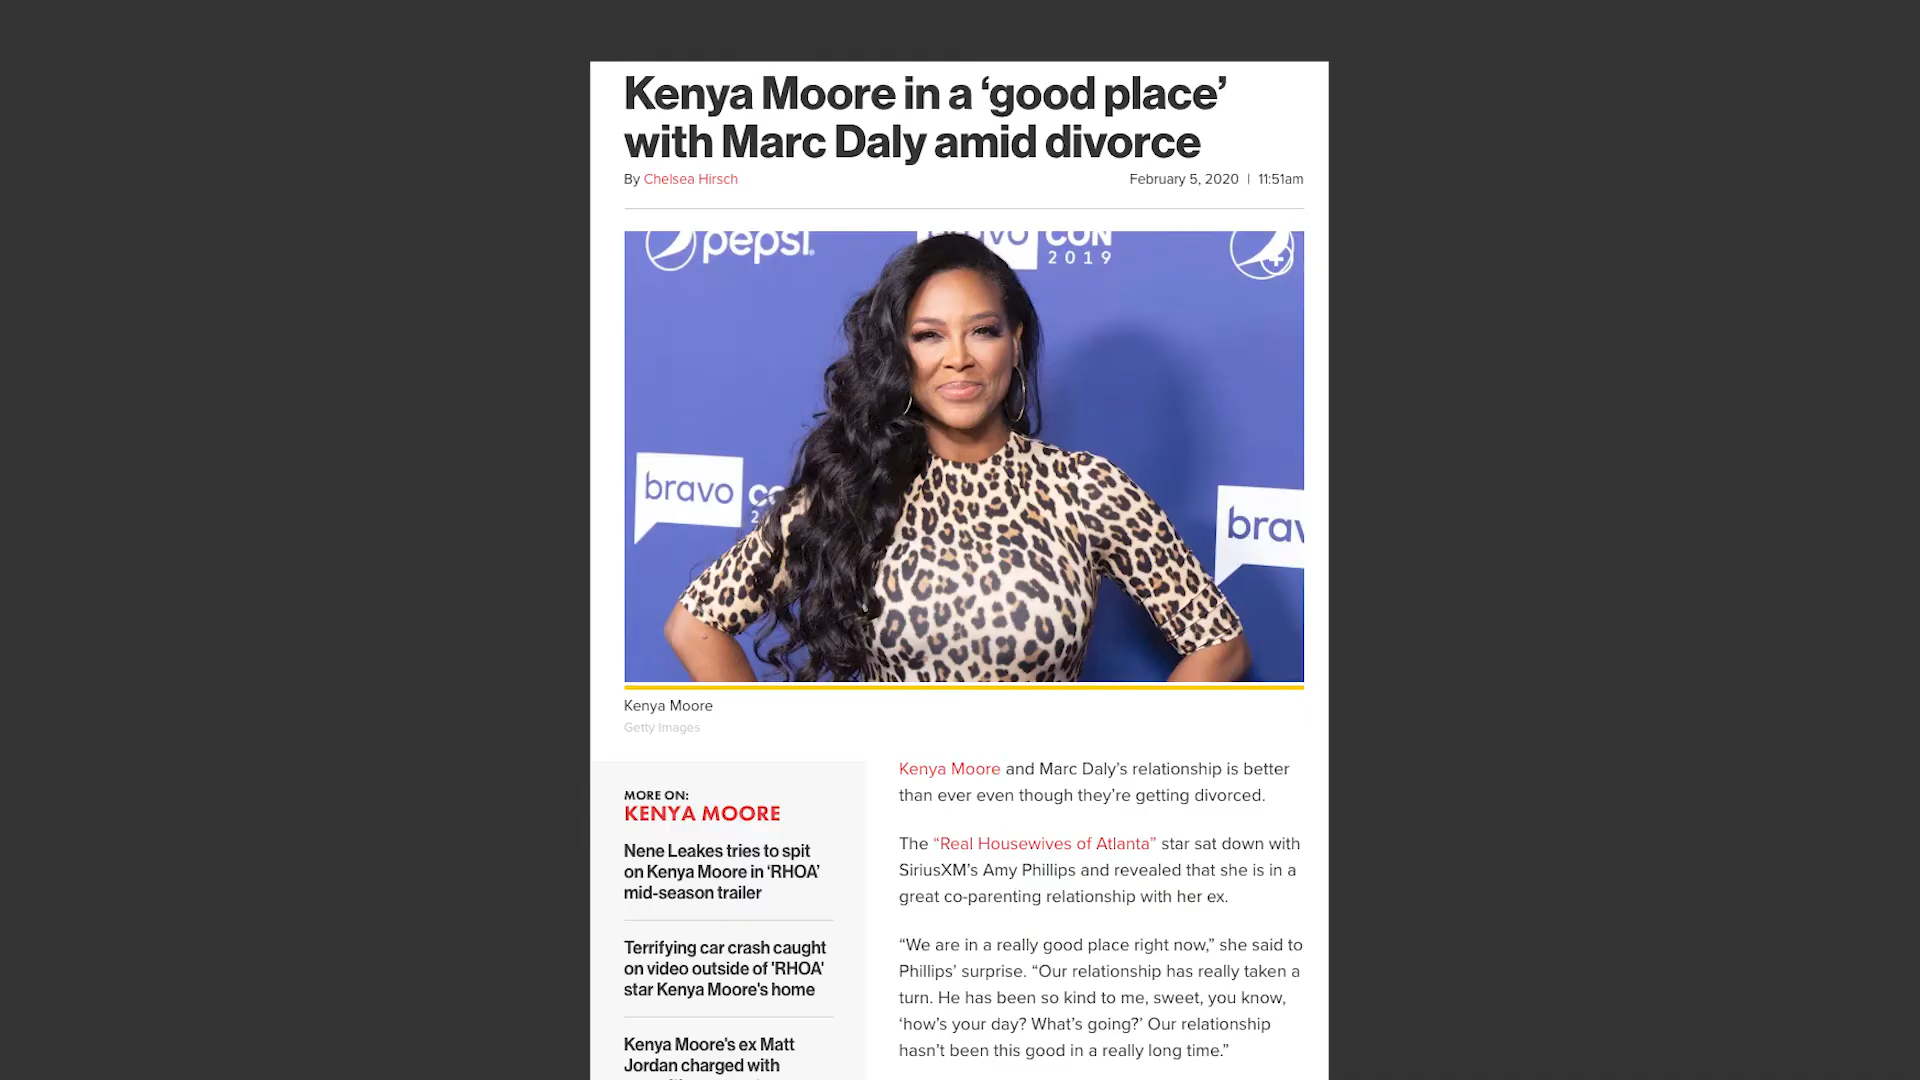 Kenya Moore in a ‘good place’
with Marc Daly amid divorce
By Chelsea Hirsch
February 5, 2020 | 11:51am
pepsi
CON
2019
bravo
Kenya Moore
Getty Images
MORE ON:
KENYA MOORE
Nene Leakes tries to spit
on Kenya Moore in ‘RHOA’
mid-season trailer
Terrifying car crash caught
on video outside of 'RHOA'
star Kenya Moore's home
Kenya Moore's ex Matt
Jordan charged with
Kenya Moore and Marc Daly’s relationship is better
than ever even though they’re getting divorced.
The “Real Housewives of Atlanta” star sat down with
SiriusXM’s Amy Phillips and revealed that she is in a
great co-parenting relationship with her ex.
“We are in a really good place right now,” she said to
Phillips’ surprise. “Our relationship has really taken a
turn. He has been so kind to me, sweet, you know,
‘how’s your day? What’s going?’ Our relationship
hasn’t been this good in a really long time.”